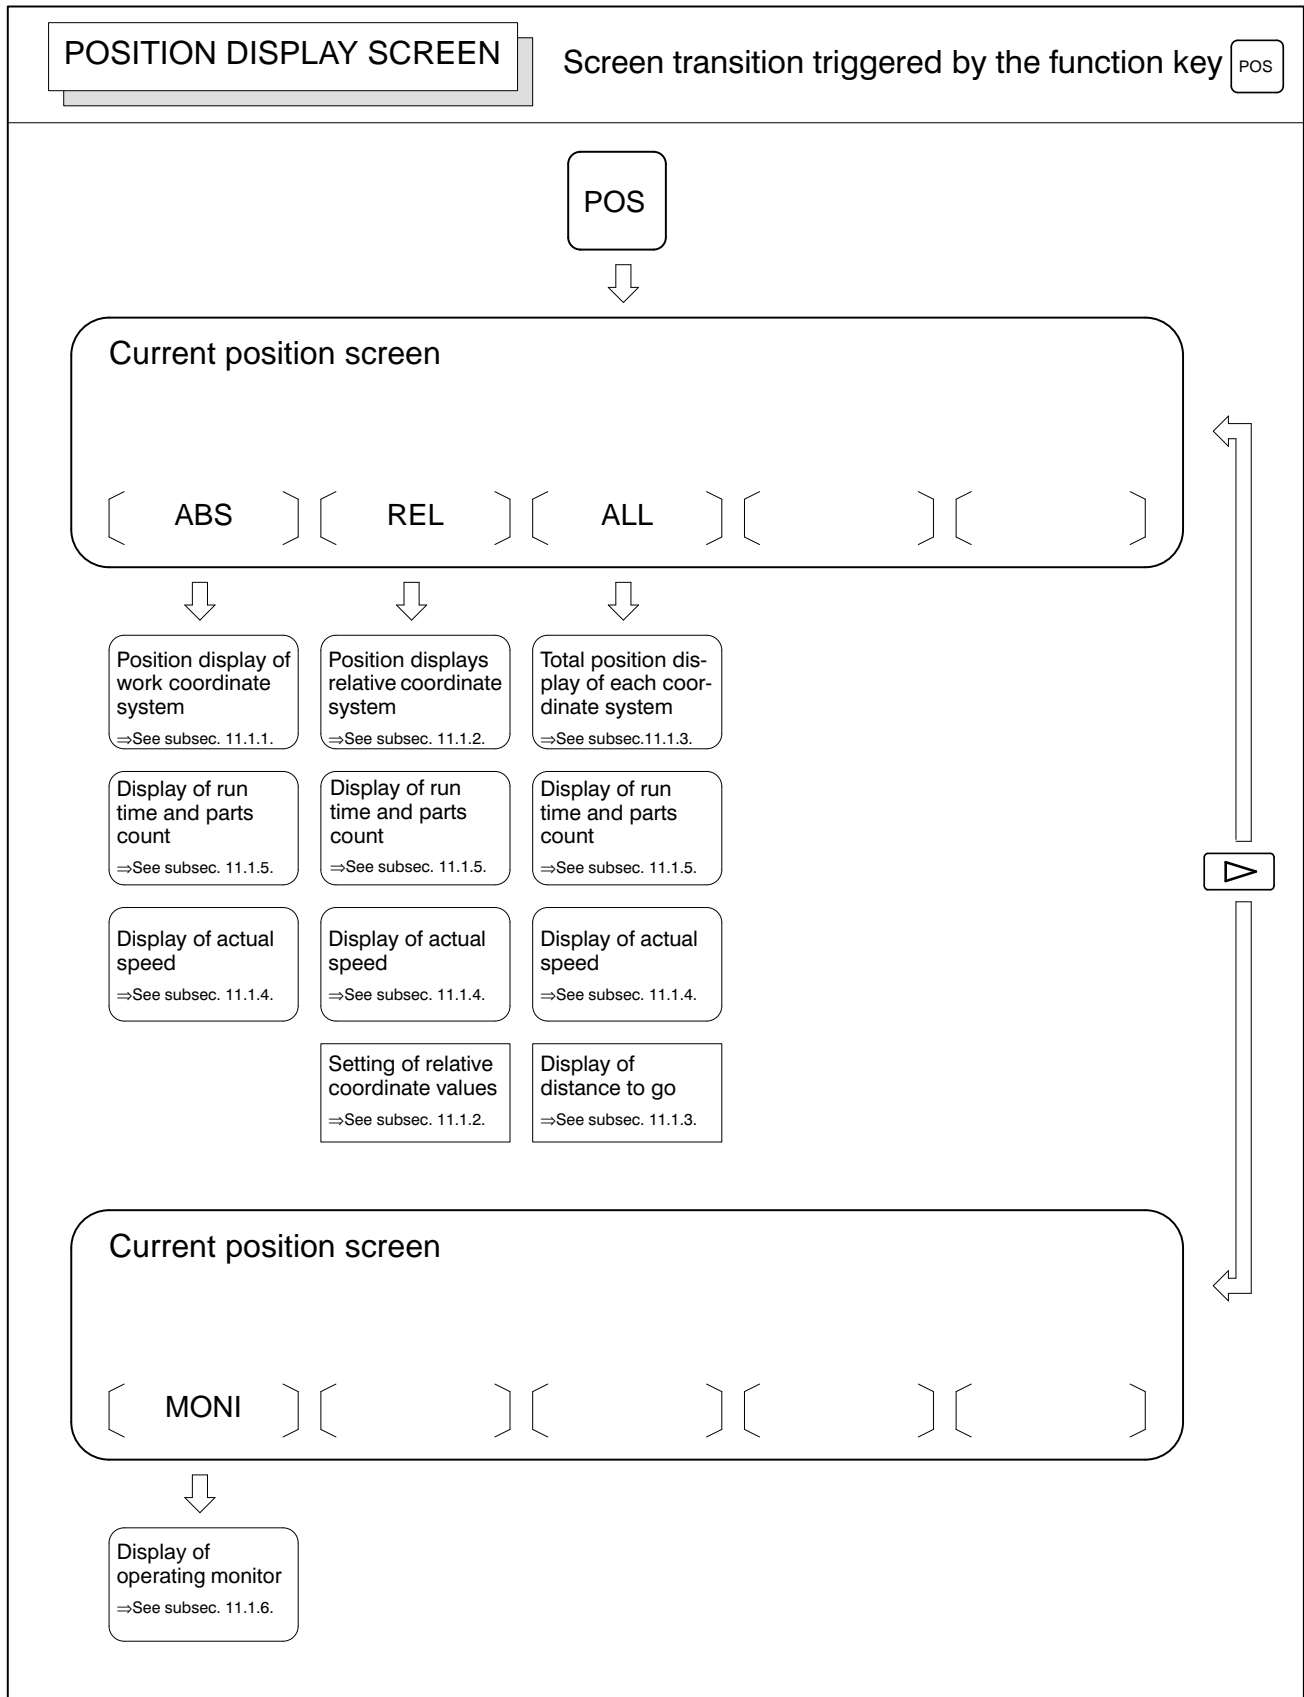 POSITION DISPLAY SCREEN
Screen transition triggered by the function key POS
POS
Current position screen
ABS
REL
ALL
Position display of
work coordinate
system
⇒See subsec. 11.1.1.
Position displays
relative coordinate
system
⇒See subsec. 11.1.2.
Total position dis-
play of each coor-
dinate system
⇒See subsec.11.1.3.
Display of run
time and parts
count
⇒See subsec. 11.1.5.
Display of run
time and parts
count
⇒See subsec. 11.1.5.
Display of run
time and parts
count
⇒See subsec. 11.1.5.
Display of actual
speed
⇒See subsec. 11.1.4.
Display of actual
speed
⇒See subsec. 11.1.4.
Display of actual
speed
⇒See subsec. 11.1.4.
Setting of relative
coordinate values
⇒See subsec. 11.1.2.
Display of
distance to go
⇒See subsec. 11.1.3.
Current position screen
MONI
Display of
operating monitor
⇒See subsec. 11.1.6.